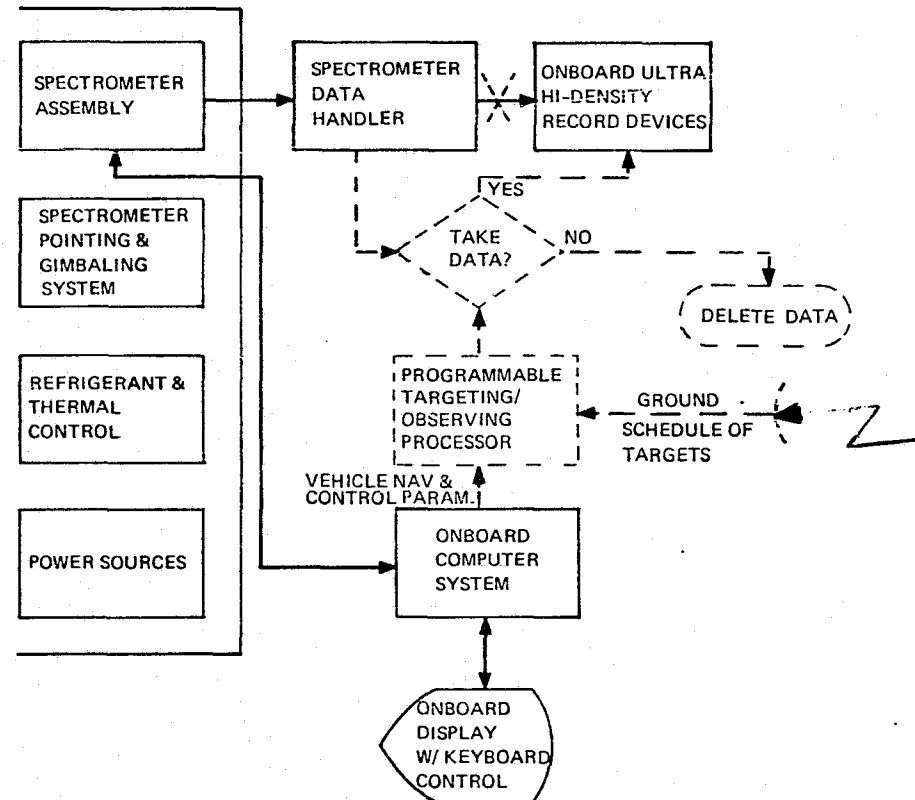 SPECTROMETER
ASSEMBLY
SPECTROMETER
DATA
HANDLER
ONBOARD ULTRA
HI-DENSITY
RECORD DEVICES
YES
TAKE
DATA?
NO
DELETE DATA
SPECTROMETER
POINTING &
GIMBALING
SYSTEM
REFRIGERANT &
THERMAL
CONTROL
PROGRAMMABLE
TARGETING/
OBSERVING
PROCESSOR
GROUND
SCHEDULE OF
TARGETS
VEHICLE NAV &
CONTROL PARAM.
POWER SOURCES
ONBOARD
COMPUTER
SYSTEM
ONBOARD
DISPLAY
W/ KEYBOARD
CONTROL